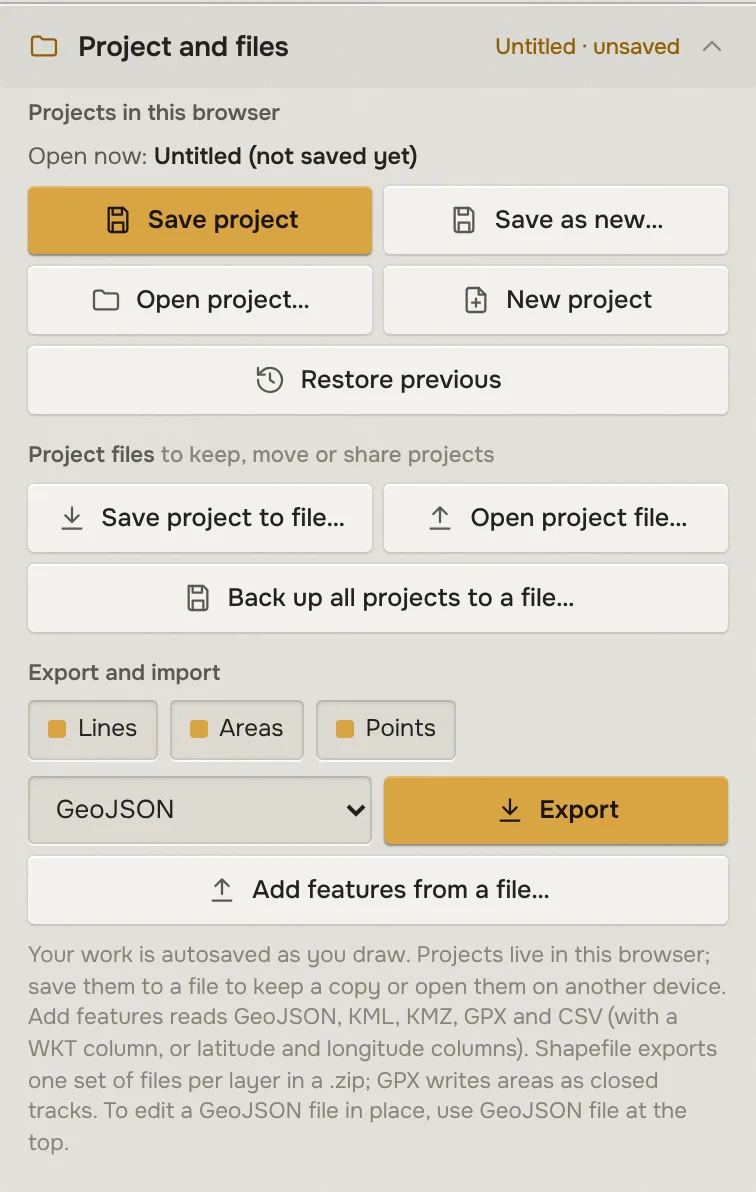 Project and files
Untitled · unsaved
Projects in this browser
Open now: Untitled (not saved yet)
Save project
Save as new...
Open project...
New project
Restore previous
Project files to keep, move or share projects
Save project to file...
Open project file...
Back up all projects to a file...
Export and import
Lines
Areas
Points
GeoJSON
Export
Add features from a file...
Your work is autosaved as you draw. Projects live in this browser;
save them to a file to keep a copy or open them on another device.
Add features reads GeoJSON, KML, KMZ, GPX and CSV (with a
WKT column, or latitude and longitude columns). Shapefile exports
one set of files per layer in a .zip; GPX writes areas as closed
tracks. To edit a GeoJSON file in place, use GeoJSON file at the
top.